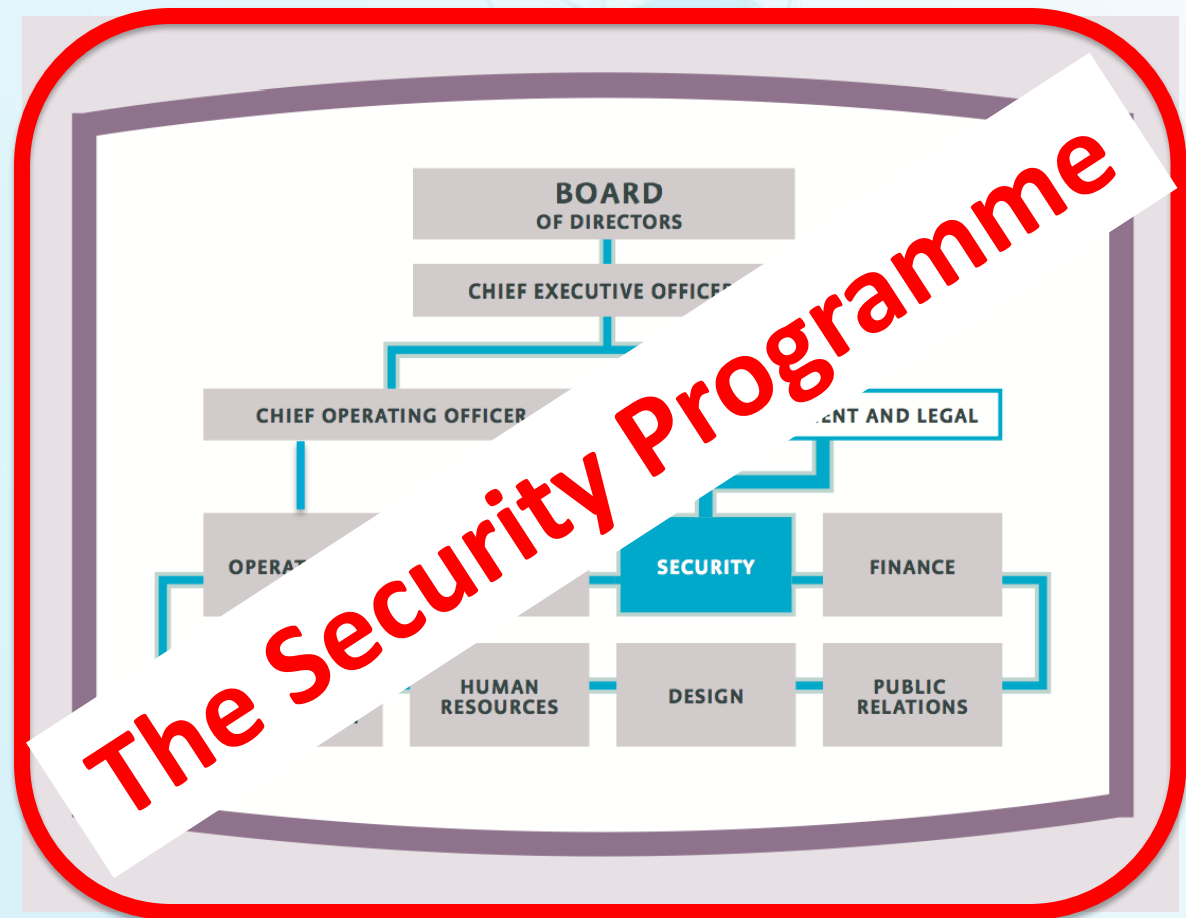 BOARD
OF DIRECTORS
CHIEF EXECUTIVE OFFICER
CHIEF OPERATING OFFICER
AND LEGAL
SECURITY
FINANCE
HUMAN
RESOURCES
DESIGN
PUBLIC
RELATIONS
The Security Programme